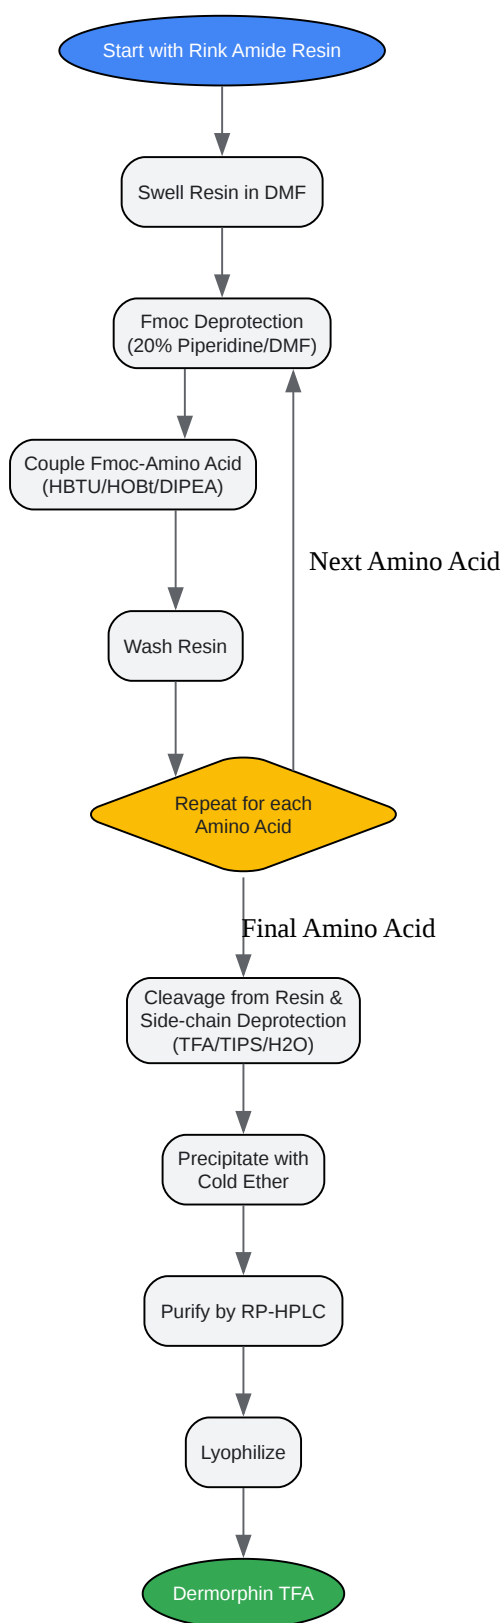 Start with Rink Amide Resin
Swell Resin in DMF
Fmoc Deprotection
(20% Piperidine/DMF)
Couple Fmoc-Amino Acid
(HBTU/HOBt/DIPEA)
Next Amino Acid
Wash Resin
Repeat for each
Amino Acid
Final Amino Acid
Cleavage from Resin &
Side-chain Deprotection
(TFA/TIPS/H2O)
Precipitate with
Cold Ether
Purify by RP-HPLC
Lyophilize
Dermorphin TFA